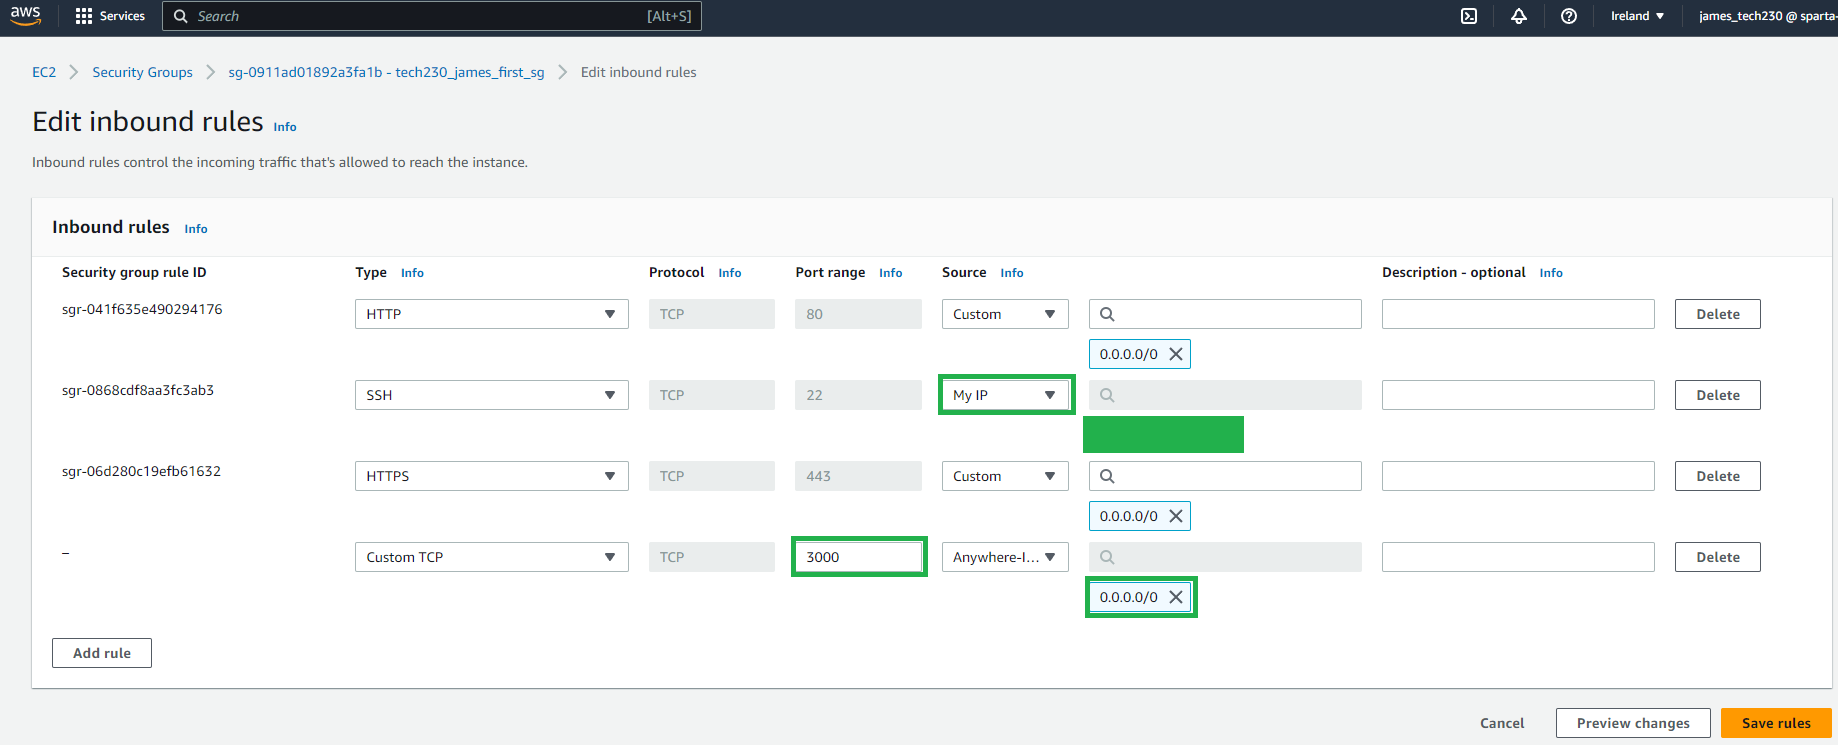 aws Services Search [Alt+S] Ireland james_tech230 @ sparta-
EC2 Security Groups sg-0911ad01892a3fa1b - tech230_james_first_sg Edit inbound rules
Edit inbound rules Info
Inbound rules control the incoming traffic that's allowed to reach the instance.
Inbound rules Info
Security group rule ID Type Info Protocol Info Port range Info Source Info Description - optional Info
sgr-041f635e490294176 HTTP TCP 80 Custom Delete
0.0.0.0/0
sgr-0868cdf8aa3fc3ab3 SSH TCP 22 My IP Delete
sgr-06d280c19efb61632 HTTPS TCP 443 Custom Delete
0.0.0.0/0
– Custom TCP TCP 3000 Anywhere-I... Delete
0.0.0.0/0
Add rule
Cancel Preview changes Save rules